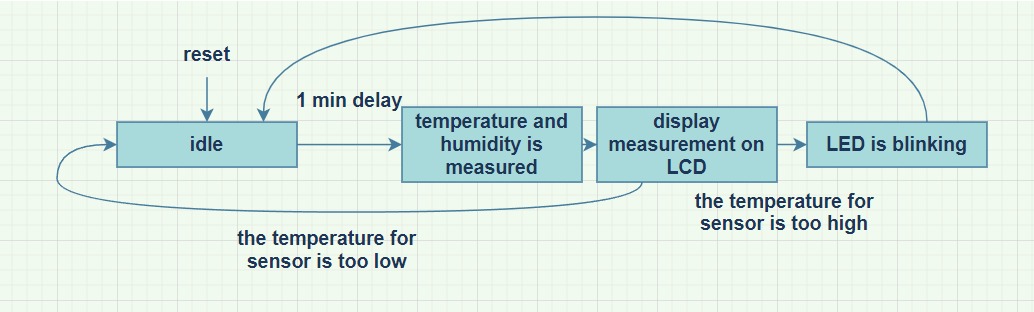 reset
1 min delay
idle
temperature and
humidity is
measured
display
measurement on
LCD
LED is blinking
the temperature for
sensor is too high
the temperature for
sensor is too low